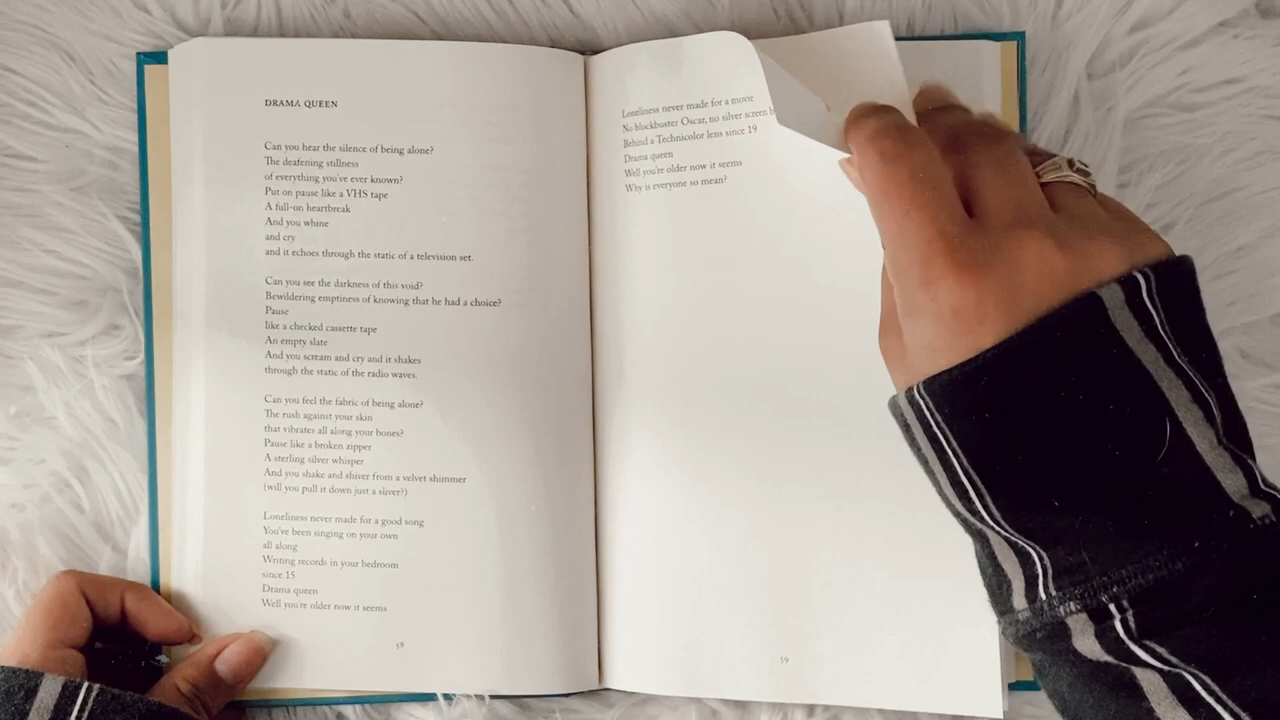 DRAMA QUEEN
Can you hear the silence of being alone?
The deafening stillness
of everything you've ever known?
Put on pause like a VHS tape
A full-on heartbreak
And you whine
and cry
and it echoes through the static of a television set.
Can you see the darkness of this void?
Bewildering emptiness of knowing that he had a choice?
Pause
like a checked cassette tape
An empty slate
And you scream and cry and it shakes
through the static of the radio waves.
Can you feel the fabric of being alone?
The rush against your skin
that vibrates all along your bones?
Pause like a broken zipper
A sterling silver whisper
And you shake and shiver from a velvet shimmer
(will you pull it down just a sliver?)
Loneliness never made for a good song
You've been singing on your own
all along
Writing records in your bedroom
since 15
Drama queen
Well you're older now it seems
58
Loneliness never made for a movie
No blockbuster Oscar, no silver screen
Behind a Technicolor lens since 19
Drama queen
Well you're older now it seems
Why is everyone so mean?
59